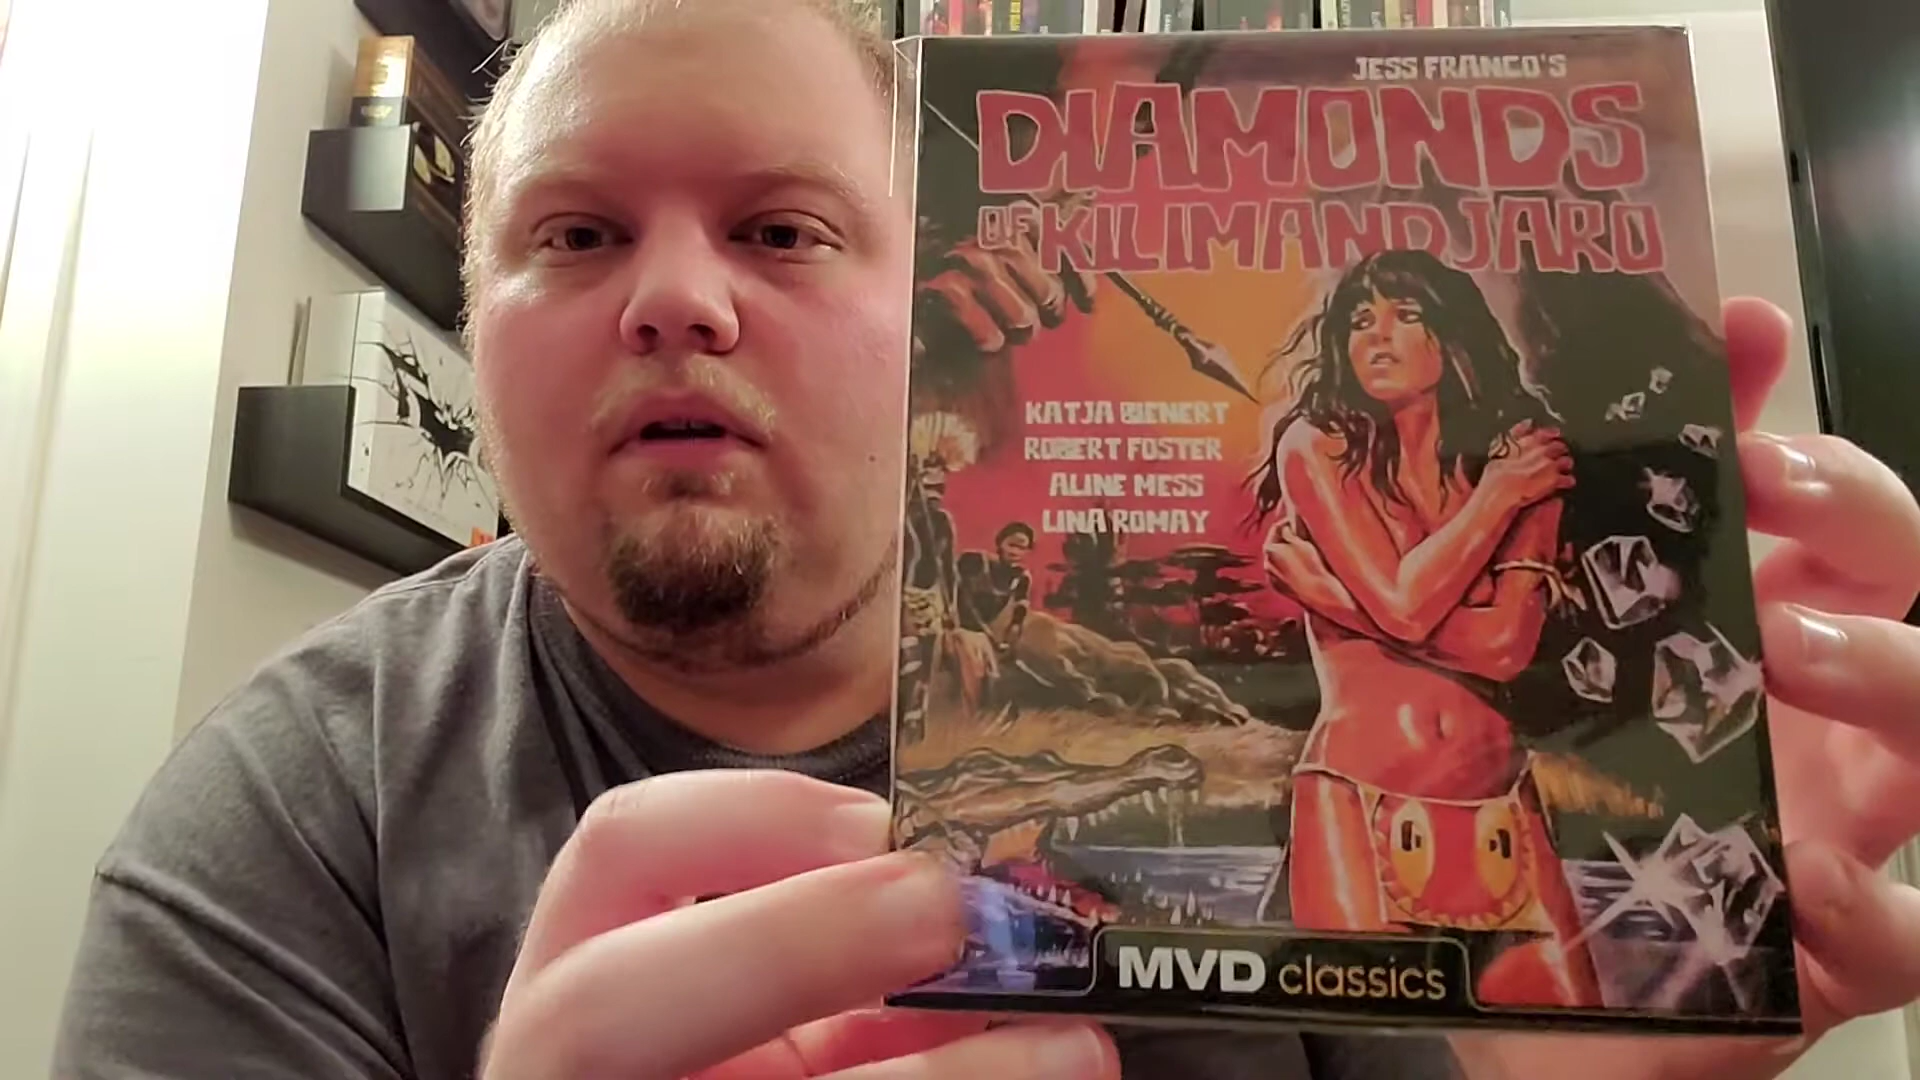 JESS FRANCO'S
DIAMONDS
OF KILIMANDJARO
KATJA BIENERT
ROBERT FOSTER
ALINE MESS
LINA ROMAY
MVD classics